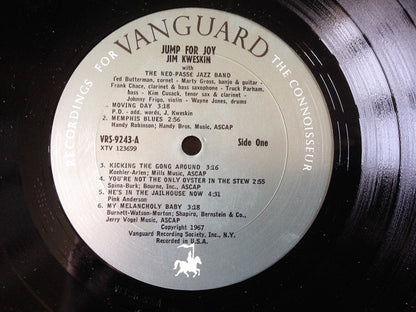 RECORDINGS FOR VANGUARD THE CONNOISSEUR
JUMP FOR JOY
JIM KWESKIN
with
THE NEO-PASSE JAZZ BAND
Ted Butterman, cornet - Marty Grosz, banjo & guitar -
Frank Chace, clarinet & bass saxophone - Truck Parham,
bass - Kim Cusack, tenor sax & clarinet -
Johnny Frigo, violin - Wayne Jones, drums
1. MOVING DAY 3:18
P.D. - add. words, J. Kweskin
2. MEMPHIS BLUES 2:56
Handy Robinson; Handy Bros. Music, ASCAP
VRS-9243-A Side One
XTV 123699
3. KICKING THE GONG AROUND 3:16
Koehler-Arlen; Mills Music, ASCAP
4. YOU'RE NOT THE ONLY OYSTER IN THE STEW 2:55
Spina-Burk; Bourne, Inc., ASCAP
5. HE'S IN THE JAILHOUSE NOW 4:31
Pink Anderson
6. MY MELANCHOLY BABY 3:18
Burnett-Watson-Norton; Shapiro, Bernstein & Co.,
Jerry Vogel Music, ASCAP
Copyright 1967
Vanguard Recording Society, Inc., N.Y.
Recorded in U.S.A.